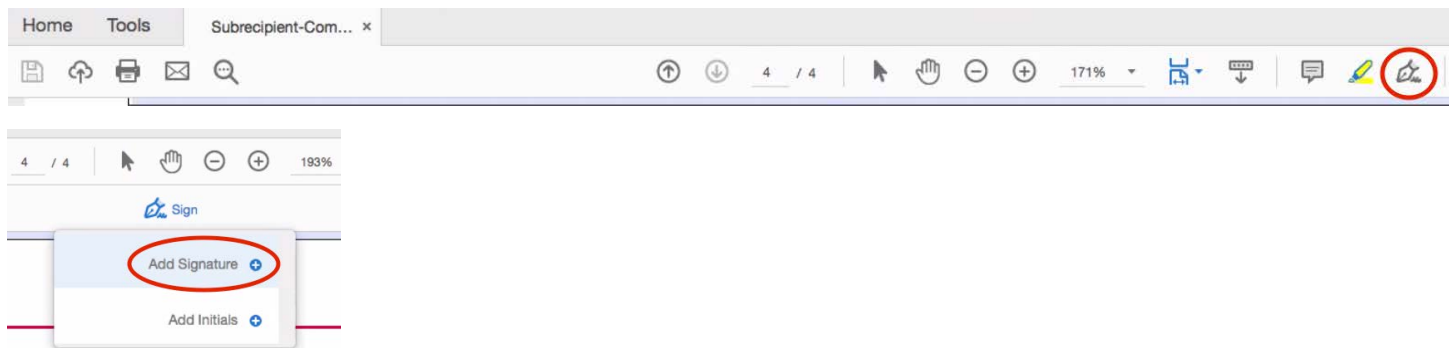 Home Tools Subrecipient-Com... ×
4 / 4 171%
4 / 4 193%
Sign
Add Signature
Add Initials